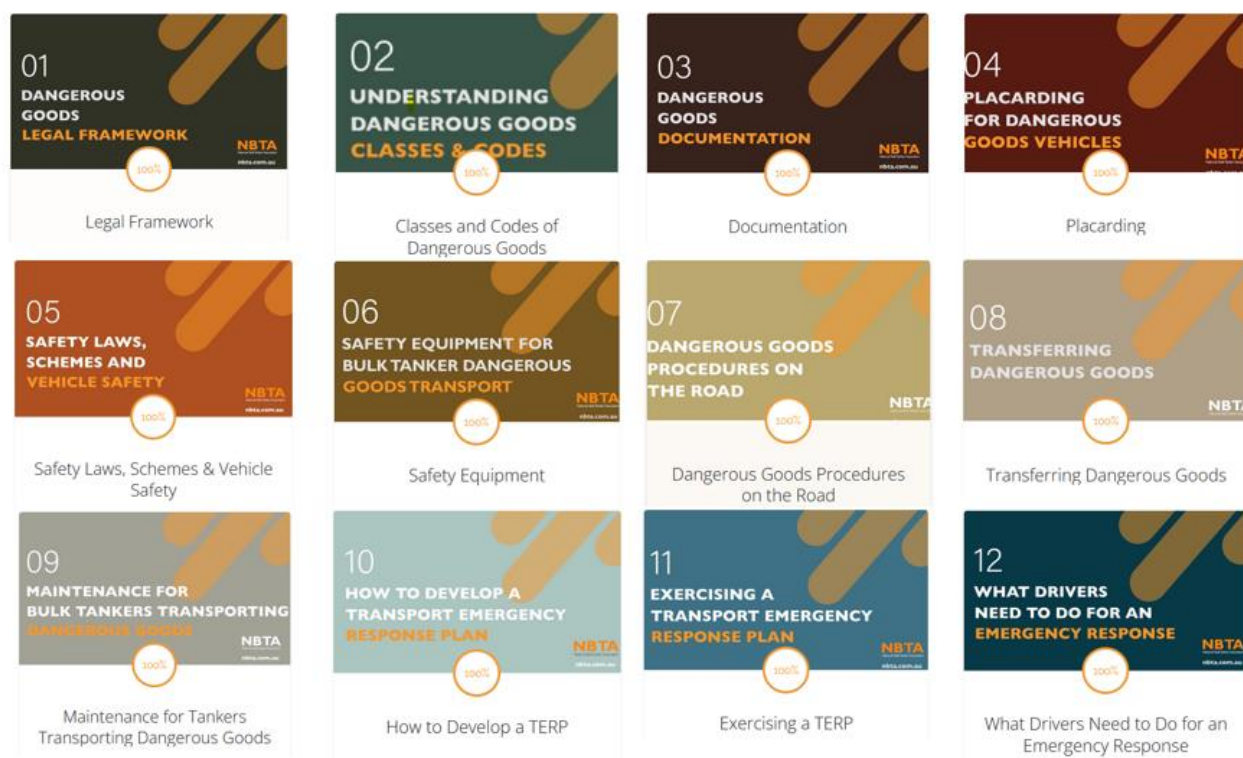 01
DANGEROUS
GOODS
LEGAL FRAMEWORK
NBTA
nbta.com.au
100%
Legal Framework
02
UNDERSTANDING
DANGEROUS GOODS
CLASSES & CODES
100%
Classes and Codes of
Dangerous Goods
03
DANGEROUS
GOODS
DOCUMENTATION
NBTA
nbta.com.au
100%
Documentation
04
PLACARDING
FOR DANGEROUS
GOODS VEHICLES
NBTA
100%
Placarding
05
SAFETY LAWS,
SCHEMES AND
VEHICLE SAFETY
NBTA
nbta.com.au
100%
Safety Laws, Schemes & Vehicle
Safety
06
SAFETY EQUIPMENT FOR
BULK TANKER DANGEROUS
GOODS TRANSPORT
NBTA
nbta.com.au
100%
Safety Equipment
07
DANGEROUS GOODS
PROCEDURES ON
THE ROAD
NBTA
100%
Dangerous Goods Procedures
on the Road
08
TRANSFERRING
DANGEROUS GOODS
NBTA
100%
Transferring Dangerous Goods
09
MAINTENANCE FOR
BULK TANKERS TRANSPORTING
DANGEROUS GOODS
NBTA
nbta.com.au
100%
Maintenance for Tankers
Transporting Dangerous Goods
10
HOW TO DEVELOP A
TRANSPORT EMERGENCY
RESPONSE PLAN
NBTA
nbta.com.au
100%
How to Develop a TERP
11
EXERCISING A
TRANSPORT EMERGENCY
RESPONSE PLAN
NBTA
nbta.com.au
100%
Exercising a TERP
12
WHAT DRIVERS
NEED TO DO FOR AN
EMERGENCY RESPONSE
NBTA
nbta.com.au
100%
What Drivers Need to Do for an
Emergency Response